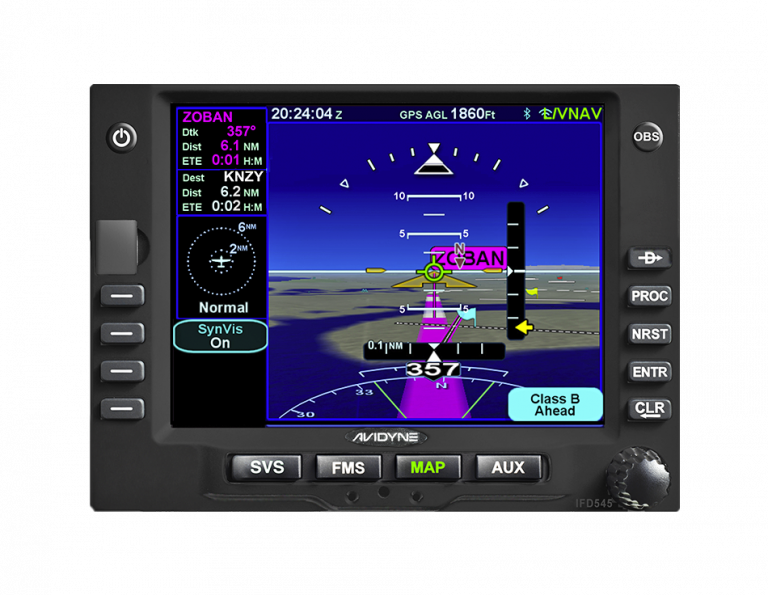 ZOBAN
Dtk 357°
Dist 6.1 NM
ETE 0:01 H:M
Dest KNZY
Dist 6.2 NM
ETE 0:02 H:M
6NM
2NM
Normal
SynVis
On
20:24:04 Z GPS AGL 1860Ft /VNAV
10 10
5 5
N
ZOBAN
5 5
0.1 NM
357
33 N
30
Class B
Ahead
OBS
D
PROC
NRST
ENTR
CLR
AVIDYNE
SVS FMS MAP AUX
IFD545